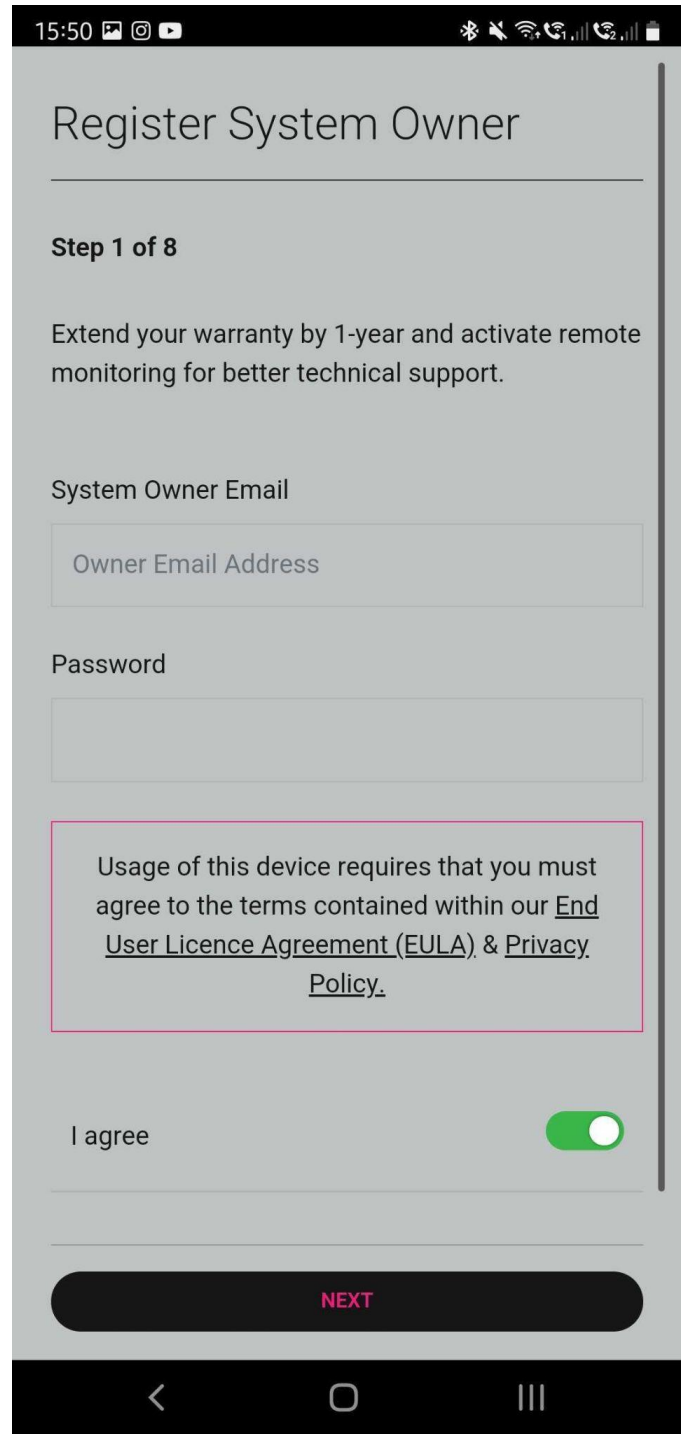 15:50
Register System Owner
Step 1 of 8
Extend your warranty by 1-year and activate remote
monitoring for better technical support.
System Owner Email
Owner Email Address
Password
Usage of this device requires that you must
agree to the terms contained within our End
User Licence Agreement (EULA) & Privacy
Policy.
I agree
NEXT